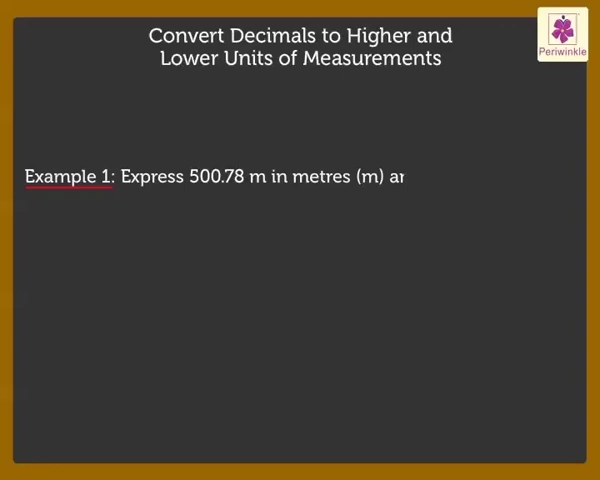 Convert Decimals to Higher and
Lower Units of Measurements
Periwinkle
Example 1: Express 500.78 m in metres (m) ar